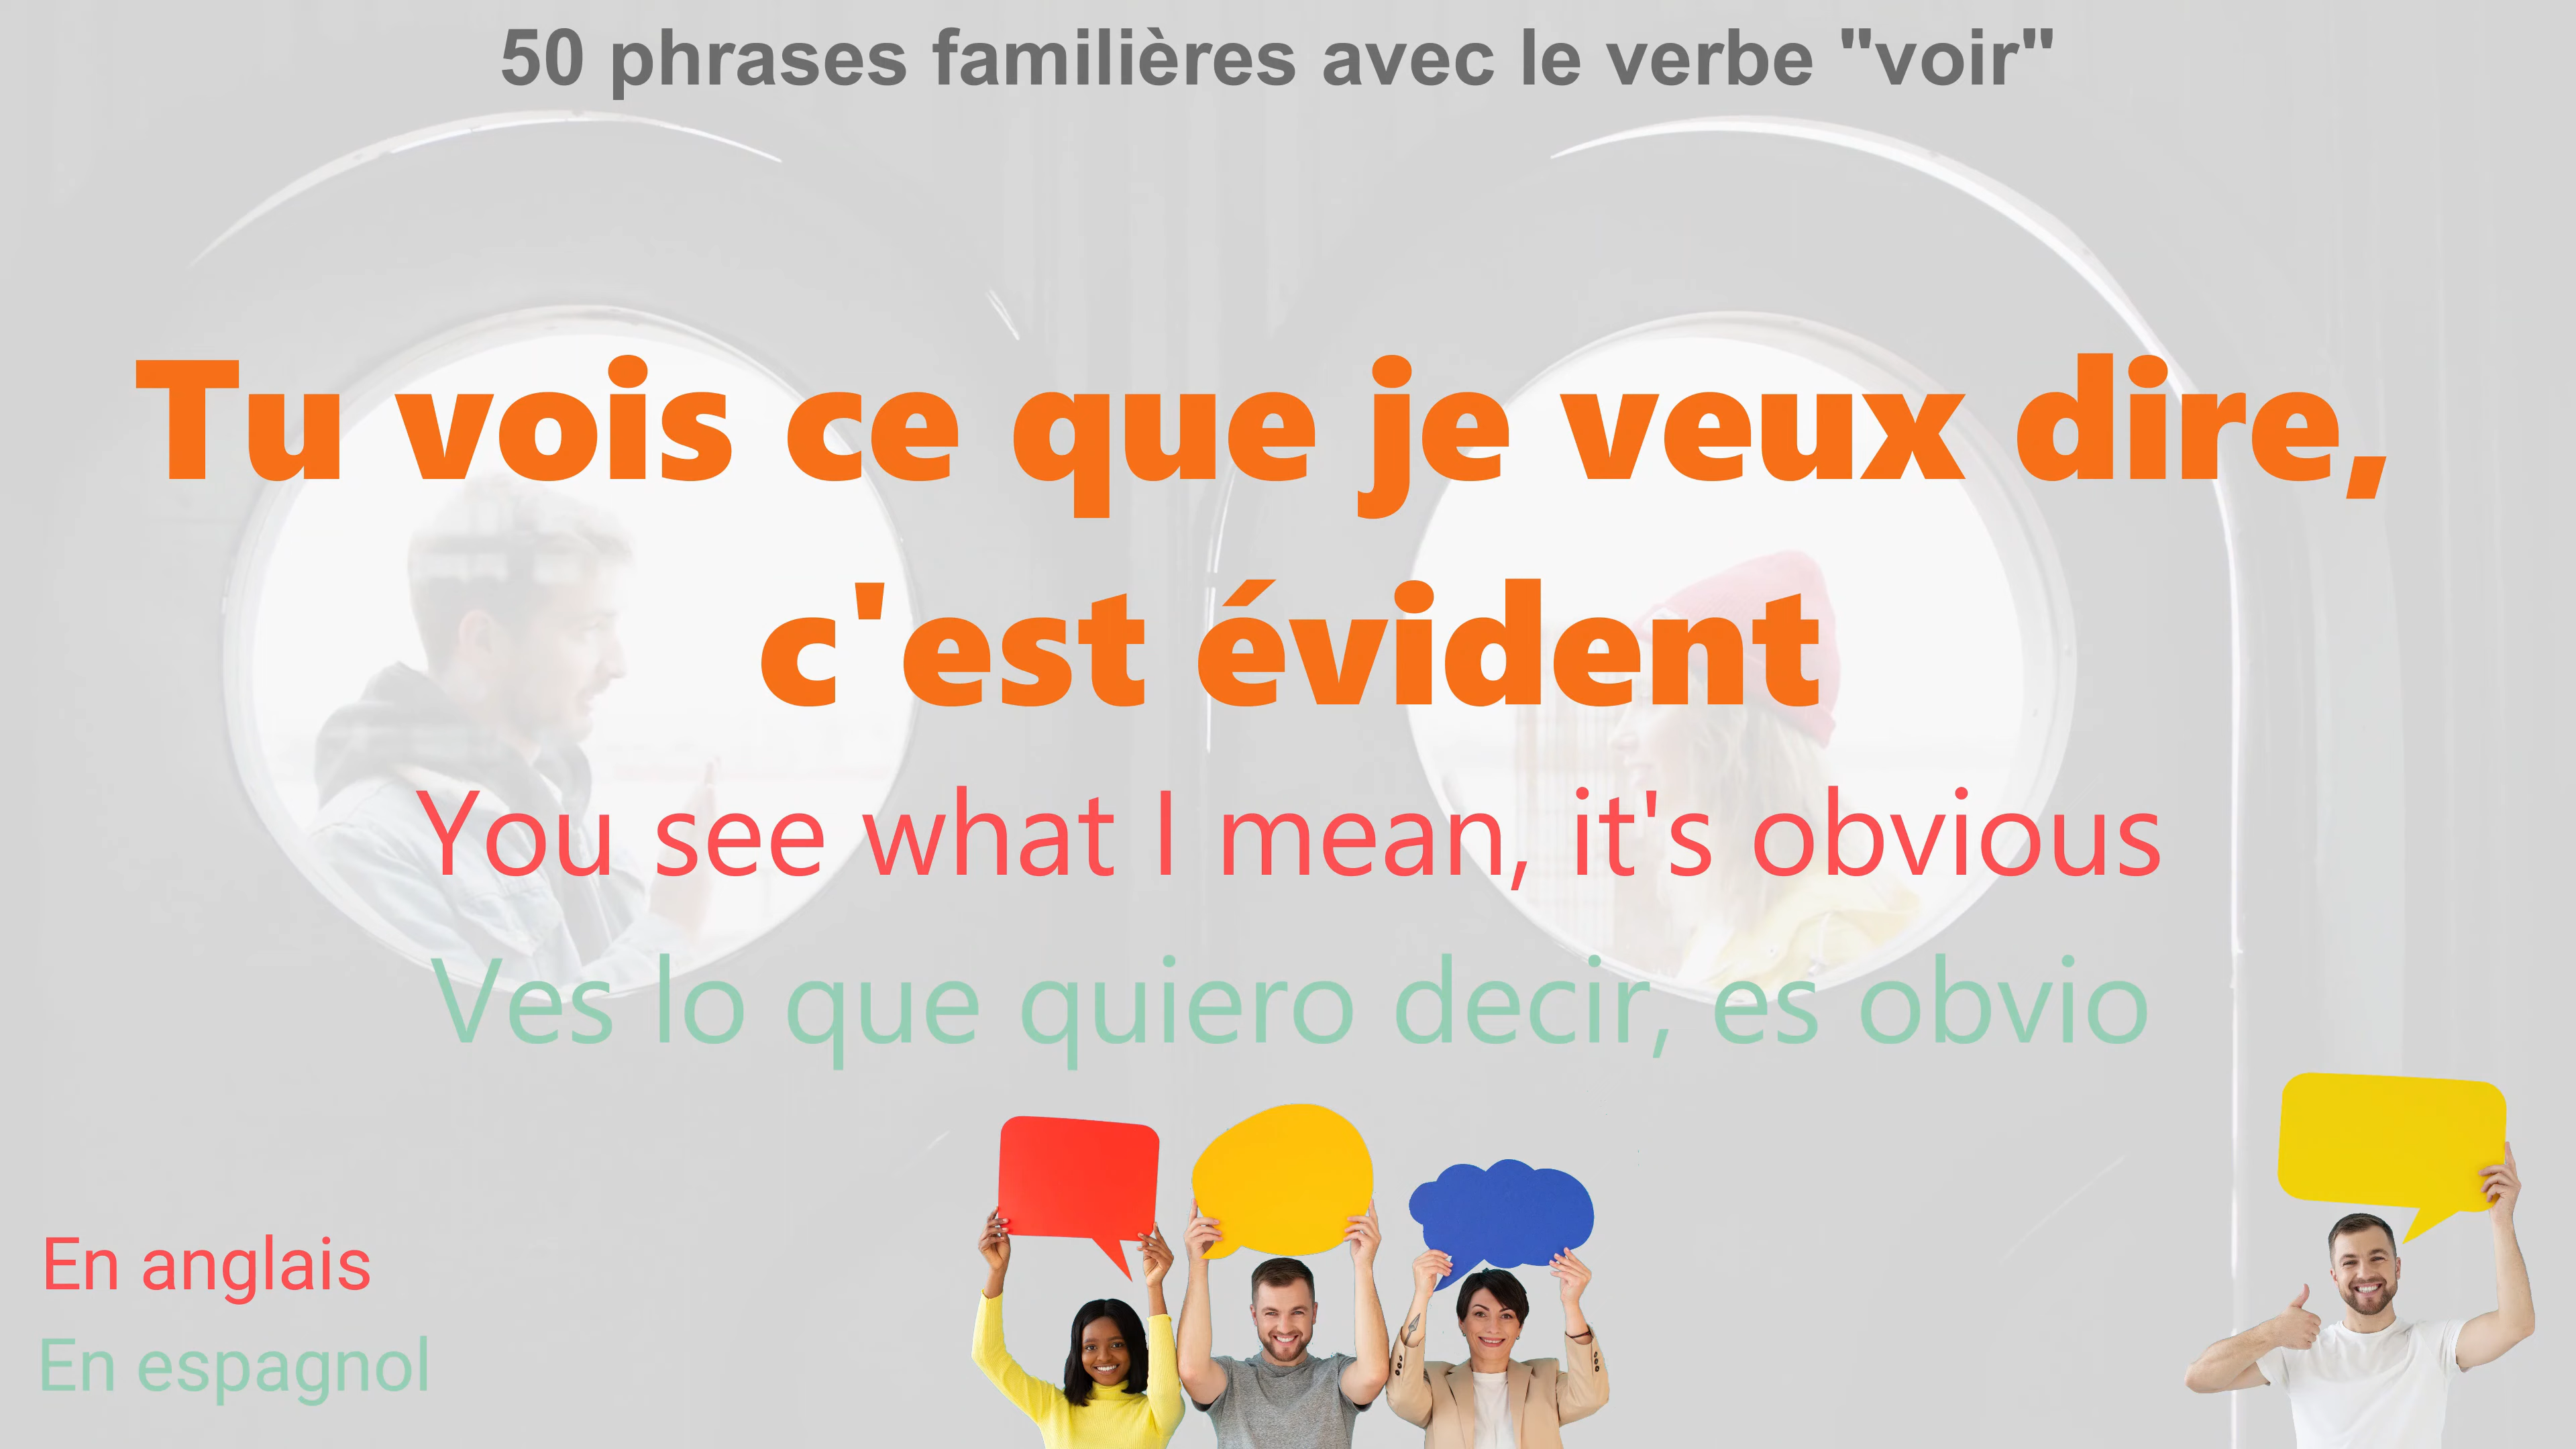 50 phrases familières avec le verbe "voir"
Tu vois ce que je veux dire,
c'est évident
You see what I mean, it's obvious
Ves lo que quiero decir, es obvio
En anglais
En espagnol